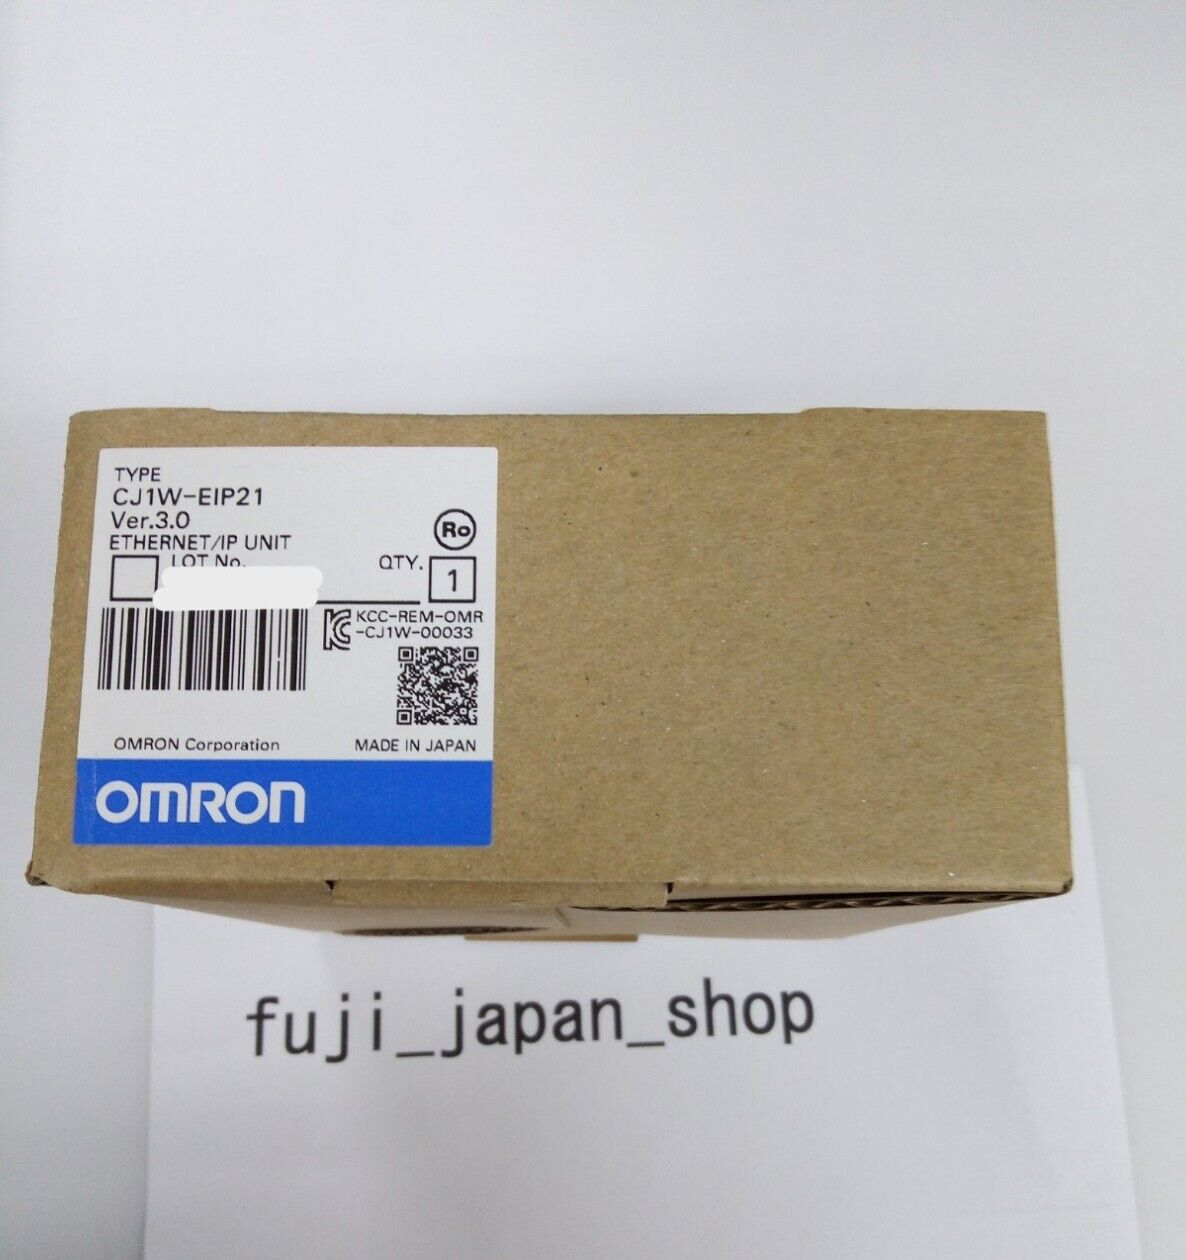 TYPE
CJ1W-EIP21
Ver.3.0
ETHERNET/IP UNIT
Ro
LOT No.
QTY.
1
KCC-REM-OMR
-CJ1W-00033
OMRON Corporation
MADE IN JAPAN
OMRON
fuji_japan_shop